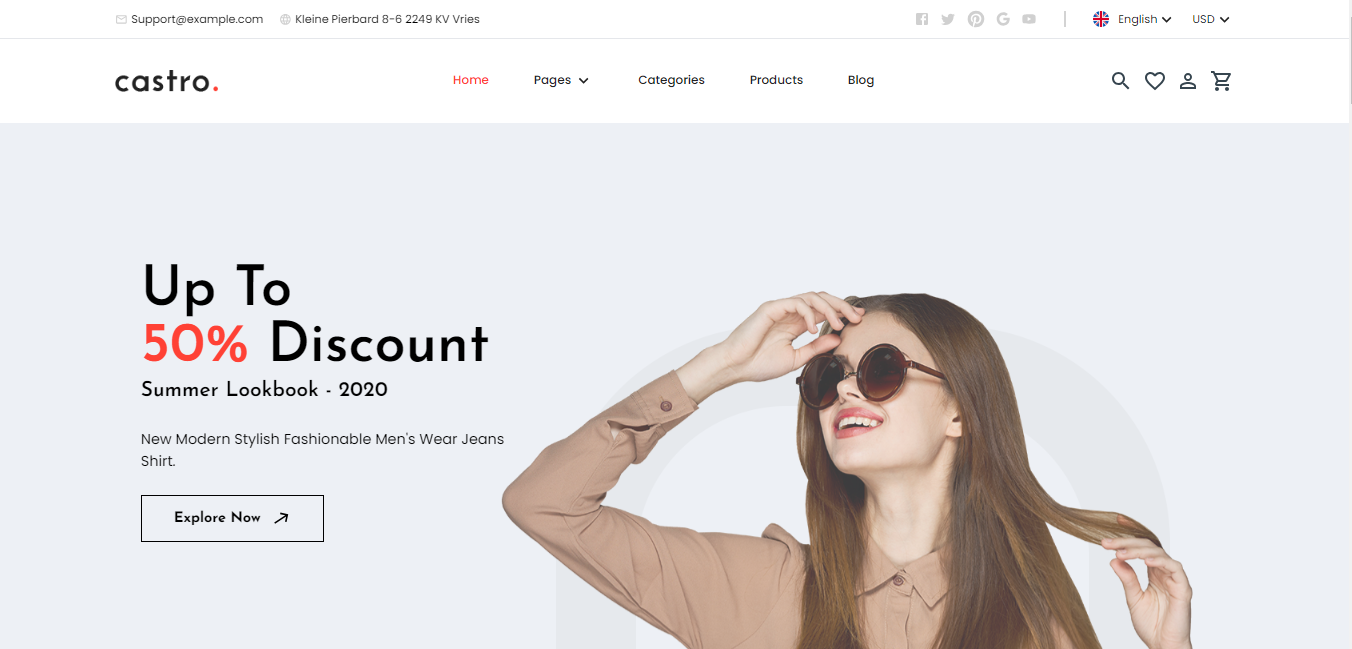 Support@example.com Kleine Pierbard 8-6 2249 KV Vries English USD
castro. Home Pages Categories Products Blog
Up To
50% Discount
Summer Lookbook - 2020
New Modern Stylish Fashionable Men's Wear Jeans
Shirt.
Explore Now